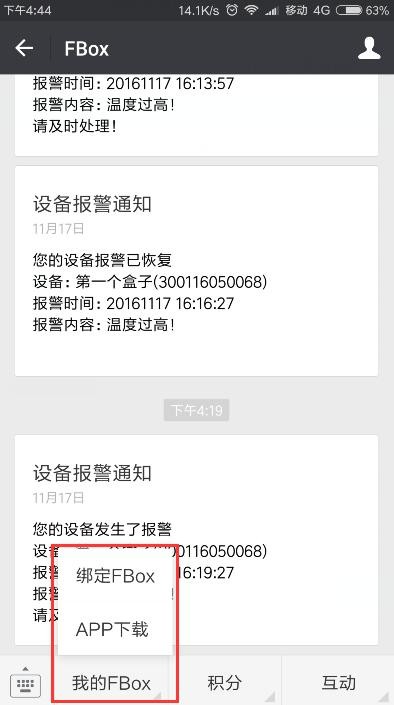 下午4:44
14.1K/s
移动 4G
63%
FBox
报警时间: 20161117 16:13:57
报警内容: 温度过高!
请及时处理!
设备报警通知
11月17日
您的设备报警已恢复
设备: 第一个盒子(300116050068)
报警时间: 20161117 16:16:27
报警内容: 温度过高!
下午4:19
设备报警通知
11月17日
您的设备发生了报警
设备 00116050068)
报 16:19:27
报 !
请及
绑定FBox
APP下载
我的FBox
积分
互动